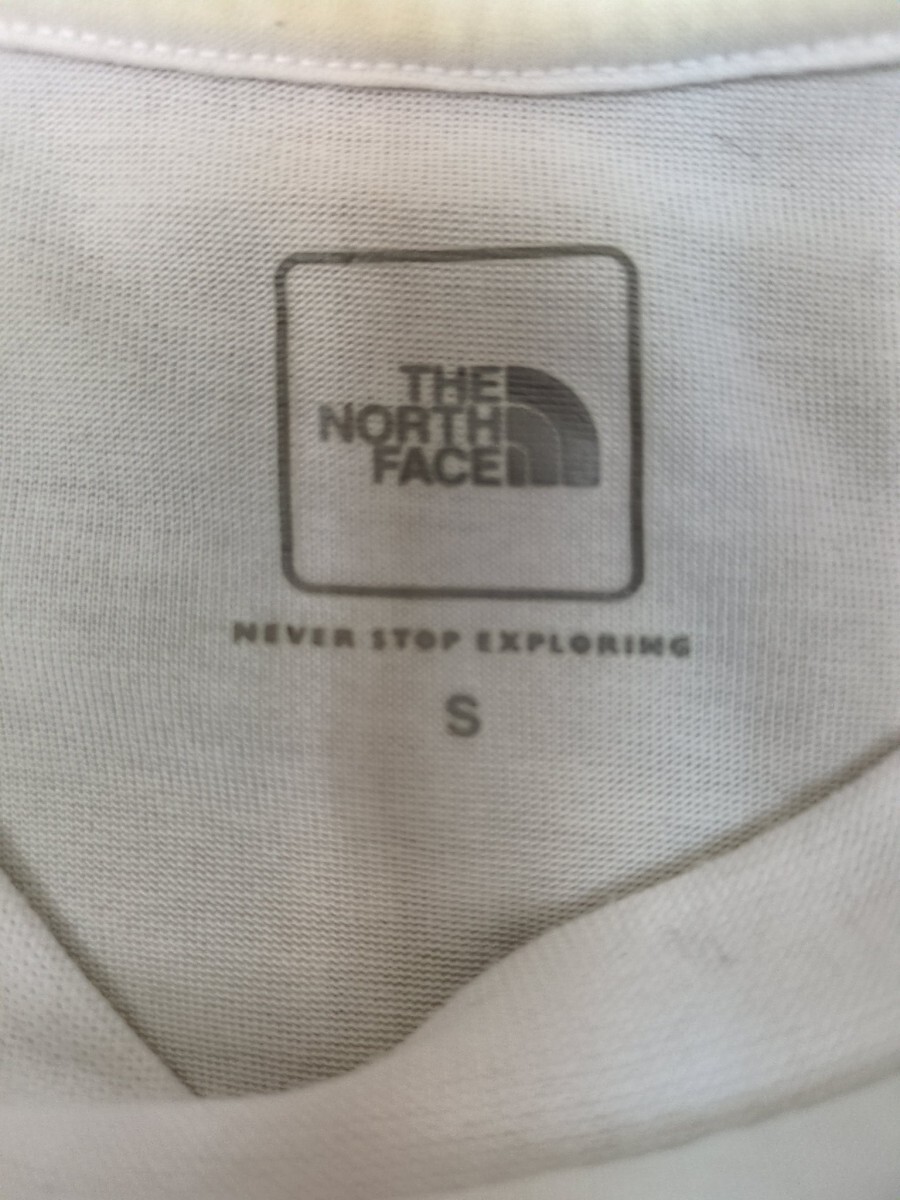 THE
NORTH
FACE
NEVER STOP EXPLORING
S